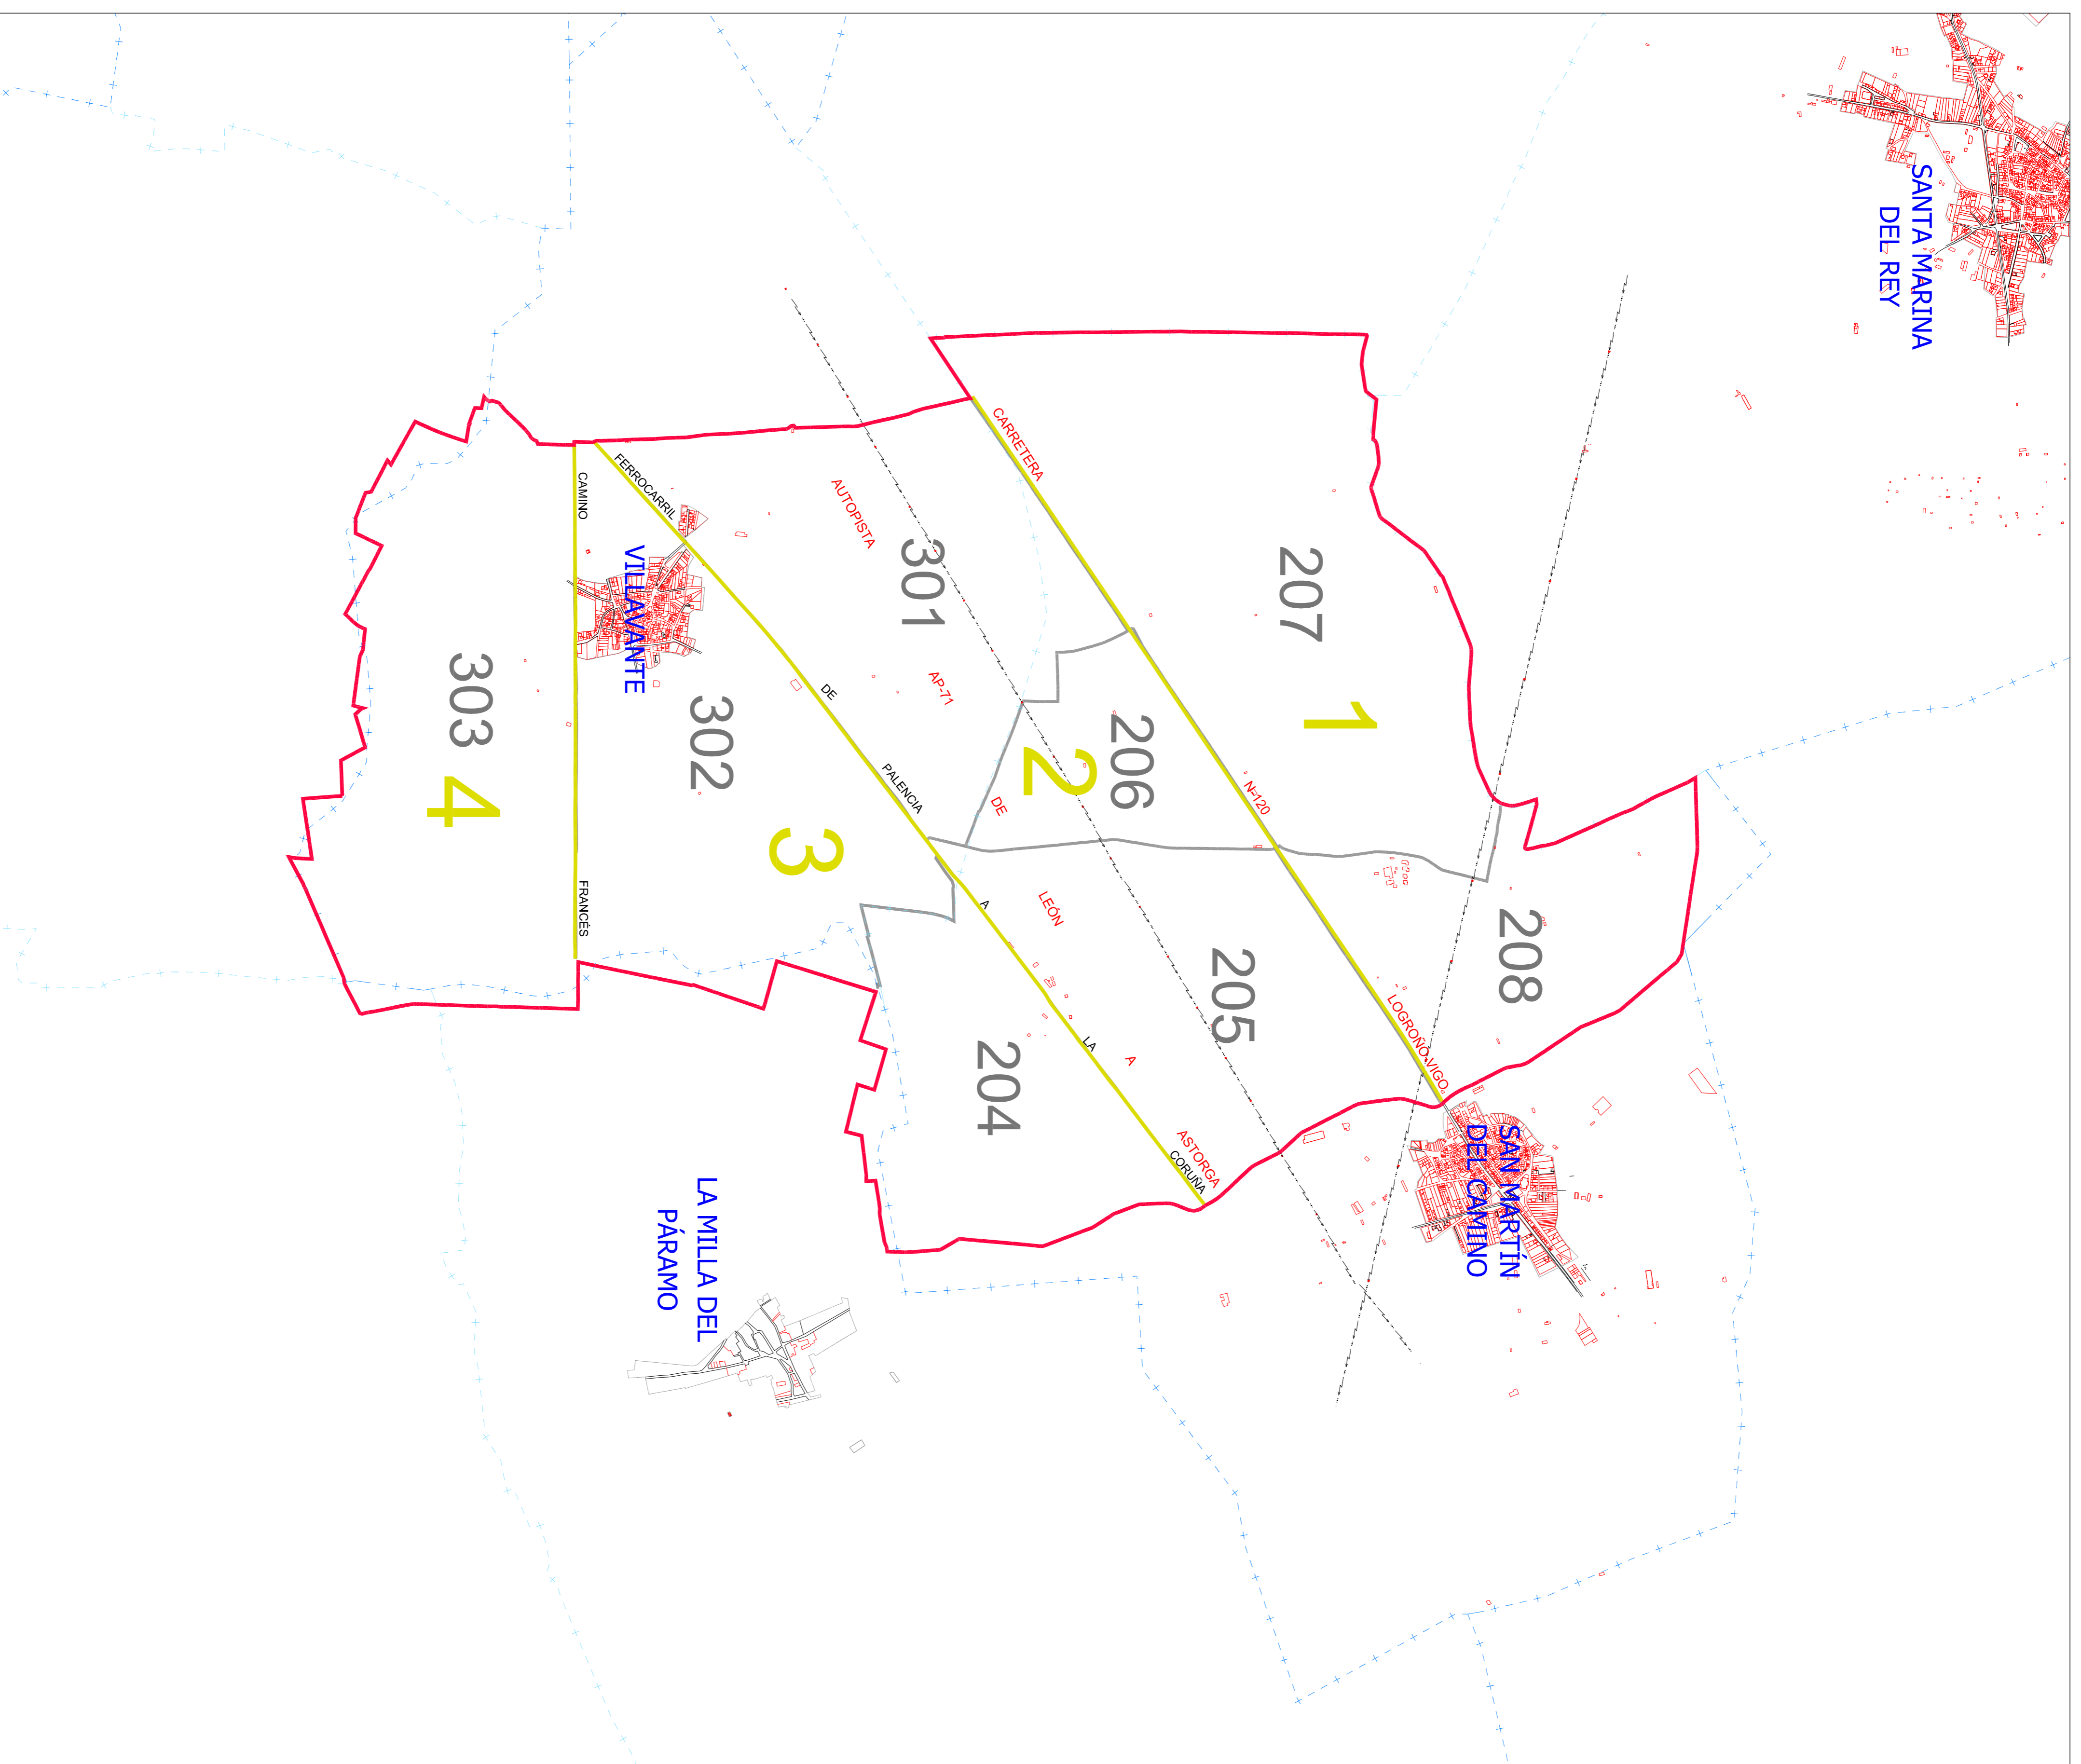 SANTA MARINA
DEL REY
CARRETERA
N-120
LOGROÑO-VIGO
207
1
208
SAN MARTÍN
DEL CAMINO
206
2
205
301
AUTOPISTA
AP-71
DE
LEÓN
A
ASTORGA
FERROCARRIL
DE
PALENCIA
A
LA
CORUÑA
VILLAVANTE
302
3
204
CAMINO
FRANCÉS
303
4
LA MILLA DEL
PÁRAMO